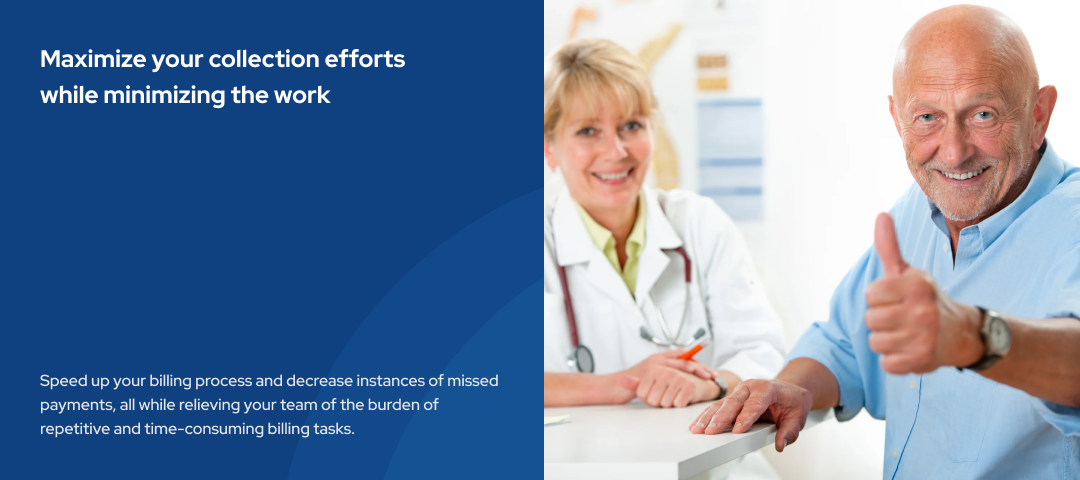 Maximize your collection efforts
while minimizing the work
Speed up your billing process and decrease instances of missed
payments, all while relieving your team of the burden of
repetitive and time-consuming billing tasks.